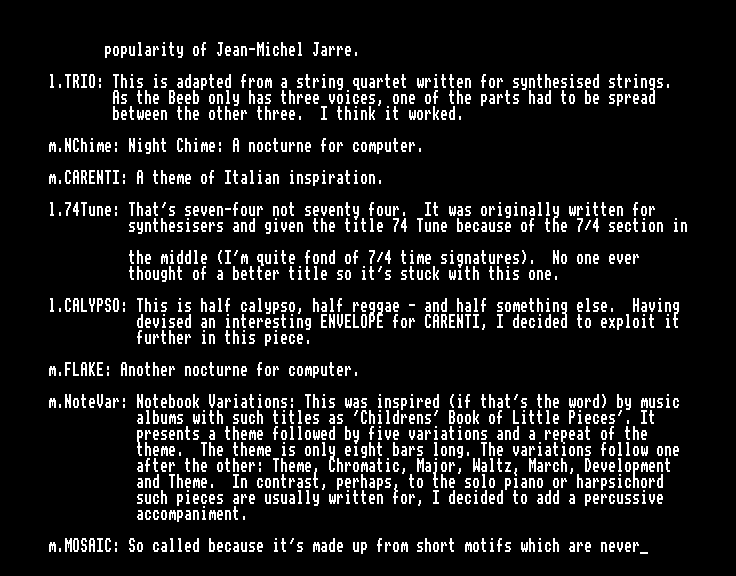 popularity of Jean-Michel Jarre.
l.TRIO: This is adapted from a string quartet written for synthesised strings.
As the Beeb only has three voices, one of the parts had to be spread
between the other three.  I think it worked.
m.NChime: Night Chime: A nocturne for computer.
m.CARENTI: A theme of Italian inspiration.
l.74Tune: That's seven-four not seventy four.  It was originally written for
synthesisers and given the title 74 Tune because of the 7/4 section in
the middle (I'm quite fond of 7/4 time signatures).  No one ever
thought of a better title so it's stuck with this one.
l.CALYPSO: This is half calypso, half reggae - and half something else.  Having
devised an interesting ENVELOPE for CARENTI, I decided to exploit it
further in this piece.
m.FLAKE: Another nocturne for computer.
m.NoteVar: Notebook Variations: This was inspired (if that's the word) by music
albums with such titles as 'Childrens' Book of Little Pieces'. It
presents a theme followed by five variations and a repeat of the
theme.  The theme is only eight bars long. The variations follow one
after the other: Theme, Chromatic, Major, Waltz, March, Development
and Theme.  In contrast, perhaps, to the solo piano or harpsichord
such pieces are usually written for, I decided to add a percussive
accompaniment.
m.MOSAIC: So called because it's made up from short motifs which are never_